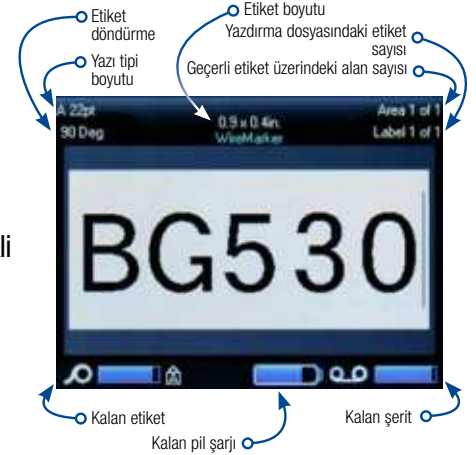 Etiket
döndürme
Yazı tipi
boyutu
Etiket boyutu
Yazdırma dosyasındaki etiket
sayısı
Geçerli etiket üzerindeki alan sayısı
A 22pt
90 Deg
0.9 x 0.4in.
WireMarker
Area 1 of 1
Label 1 of 1
BG530
li
Kalan etiket
Kalan pil şarjı
Kalan şerit